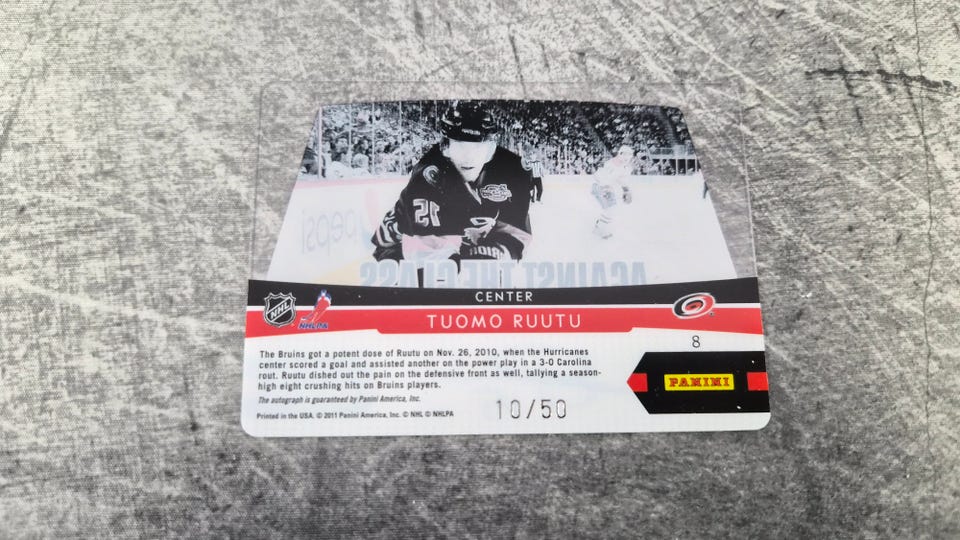 15
pepsi
AGAINST THE GLASS
CENTER
NHL
NHLPA
TUOMO RUUTU
8
The Bruins got a potent dose of Ruutu on Nov. 26, 2010, when the Hurricanes
center scored a goal and assisted another on the power play in a 3-0 Carolina
rout. Ruutu dished out the pain on the defensive front as well, tallying a season-
high eight crushing hits on Bruins players.
PANINI
The autograph is guaranteed by Panini America, Inc.
10/50
Printed in the USA. © 2011 Panini America, Inc. © NHL © NHLPA